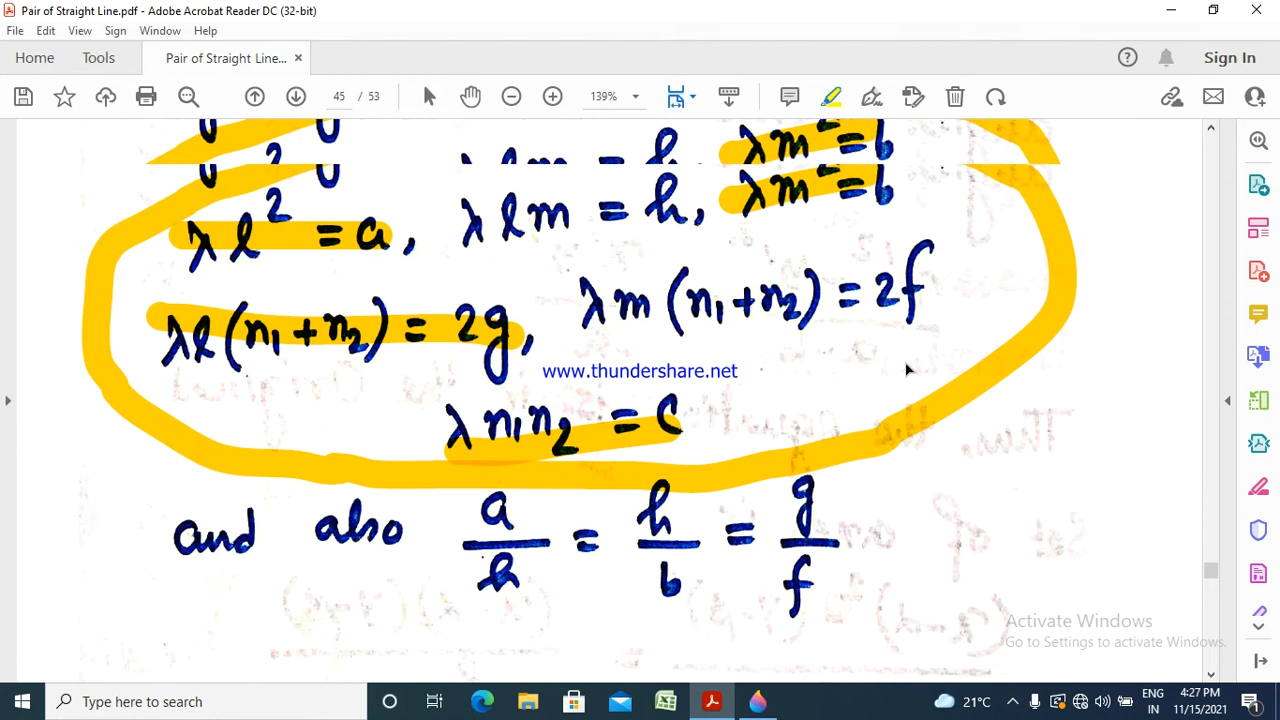 Pair of Straight Line.pdf - Adobe Acrobat Reader DC (32-bit)
File Edit View Sign Window Help
Home Tools Pair of Straight Line... × Sign In
45 / 53 139%
λlm = h, λm²=b
λl² = a, λlm = h, λm²=b
λl(n₁+n₂) = 2g, λm(n₁+n₂) = 2f
www.thundershare.net
λn₁n₂ = c
and also a/h = h/b = g/f
Activate Windows
Go to Settings to activate Windows.
Type here to search
21°C ENG 4:27 PM
IN 11/15/2021